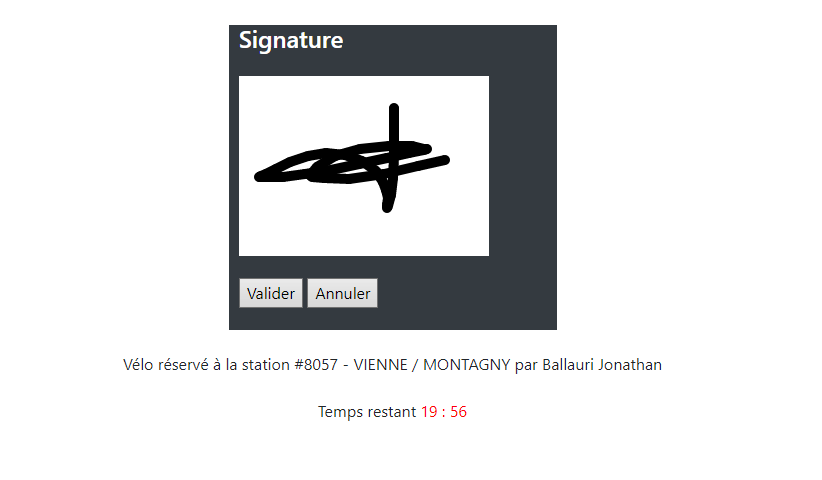 Signature
Valider Annuler
Vélo réservé à la station #8057 - VIENNE / MONTAGNY par Ballauri Jonathan
Temps restant 19 : 56